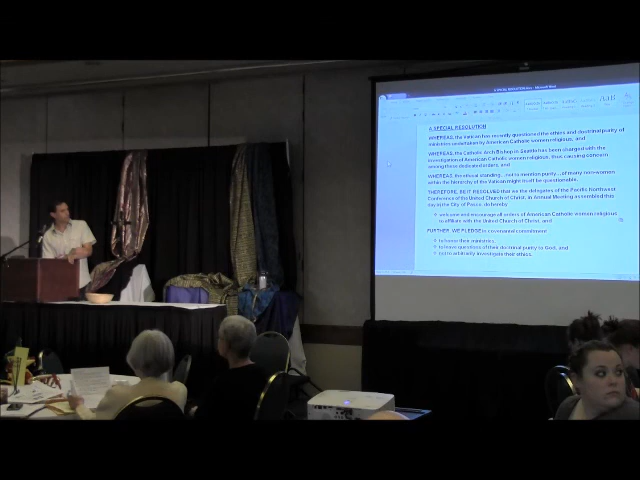 A SPECIAL RESOLUTION
WHEREAS, the Vatican has recently questioned the ethics and doctrinal purity of
ministries undertaken by American Catholic women religious, and
WHEREAS, the Catholic Arch Bishop in Seattle has been charged with the
investigation of American Catholic women religious, thus causing concern
among these dedicated orders, and
WHEREAS, the ethical standing, ...not to mention purity... of many non-women
within the hierarchy of the Vatican might itself be questionable,
THEREFORE, BE IT RESOLVED that we the delegates of the Pacific Northwest
Conference of the United Church of Christ, in Annual Meeting assembled this
day in the City of Pasco, do hereby
welcome and encourage all orders of American Catholic women religious
to affiliate with the United Church of Christ, and
FURTHER, WE PLEDGE in covenantal commitment
to honor their ministries,
to leave questions of their doctrinal purity to God, and
not to arbitrarily investigate their ethics.